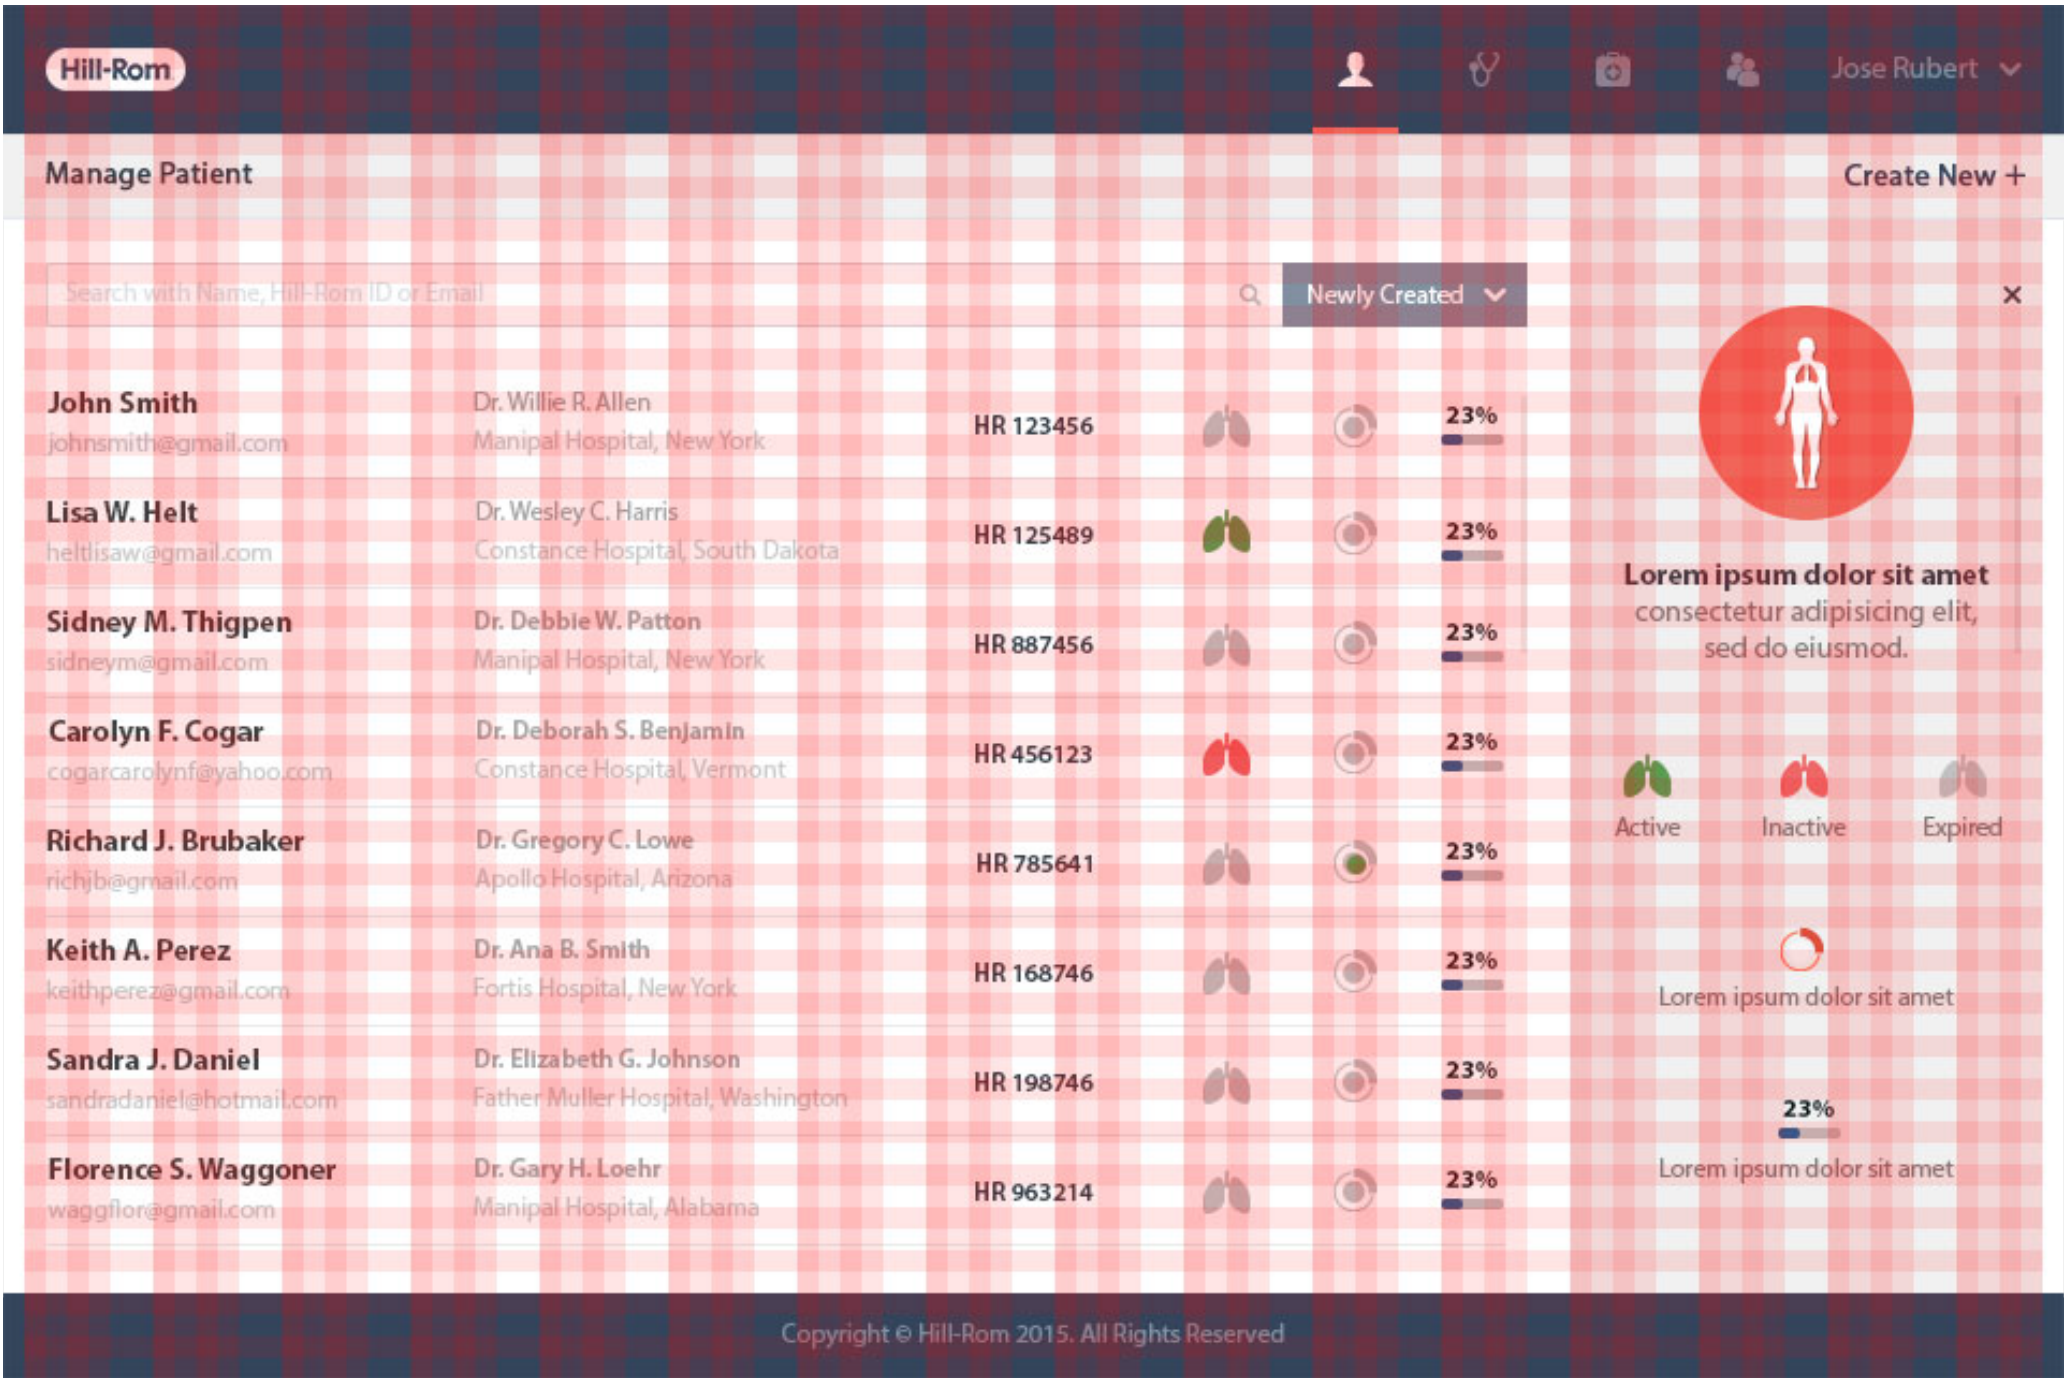 Hill-Rom
Jose Rubert
Manage Patient
Create New +
Search with Name, Hill-Rom ID or Email
Newly Created
John Smith
johnsmith@gmail.com
Dr. Willie R. Allen
Manipal Hospital, New York
HR 123456
23%
Lisa W. Helt
heltlisaw@gmail.com
Dr. Wesley C. Harris
Constance Hospital, South Dakota
HR 125489
23%
Sidney M. Thigpen
sidneym@gmail.com
Dr. Debbie W. Patton
Manipal Hospital, New York
HR 887456
23%
Carolyn F. Cogar
cogarcarolynf@yahoo.com
Dr. Deborah S. Benjamin
Constance Hospital, Vermont
HR 456123
23%
Richard J. Brubaker
richjb@gmail.com
Dr. Gregory C. Lowe
Apollo Hospital, Arizona
HR 785641
23%
Keith A. Perez
keithperez@gmail.com
Dr. Ana B. Smith
Fortis Hospital, New York
HR 168746
23%
Sandra J. Daniel
sandradaniel@hotmail.com
Dr. Elizabeth G. Johnson
Father Muller Hospital, Washington
HR 198746
23%
Florence S. Waggoner
waggflor@gmail.com
Dr. Gary H. Loehr
Manipal Hospital, Alabama
HR 963214
23%
Lorem ipsum dolor sit amet
consectetur adipisicing elit,
sed do eiusmod.
Active
Inactive
Expired
Lorem ipsum dolor sit amet
23%
Lorem ipsum dolor sit amet
Copyright © Hill-Rom 2015. All Rights Reserved